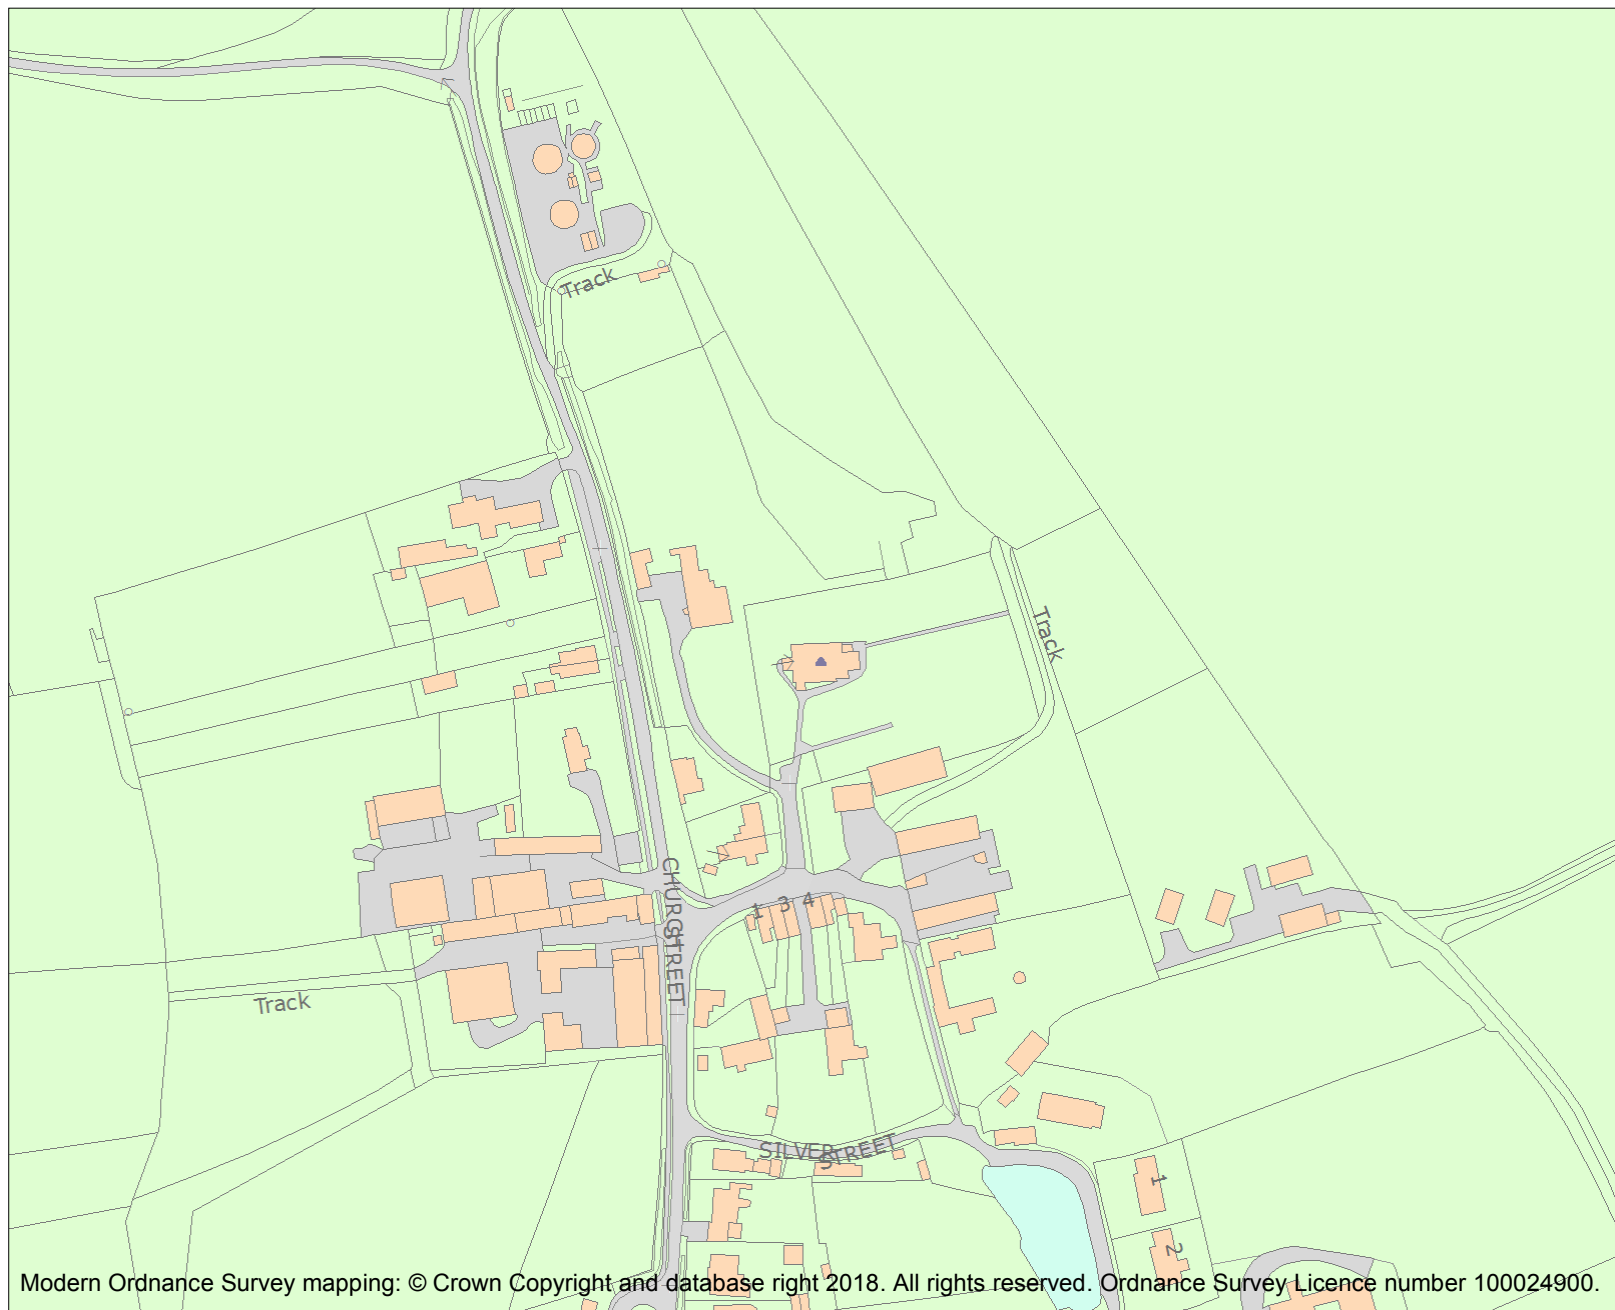 Track
Track
CHURCH
STREET
1 3 4
Track
SILVER
STREET
1
2
Modern Ordnance Survey mapping: © Crown Copyright and database right 2018. All rights reserved. Ordnance Survey Licence number 100024900.